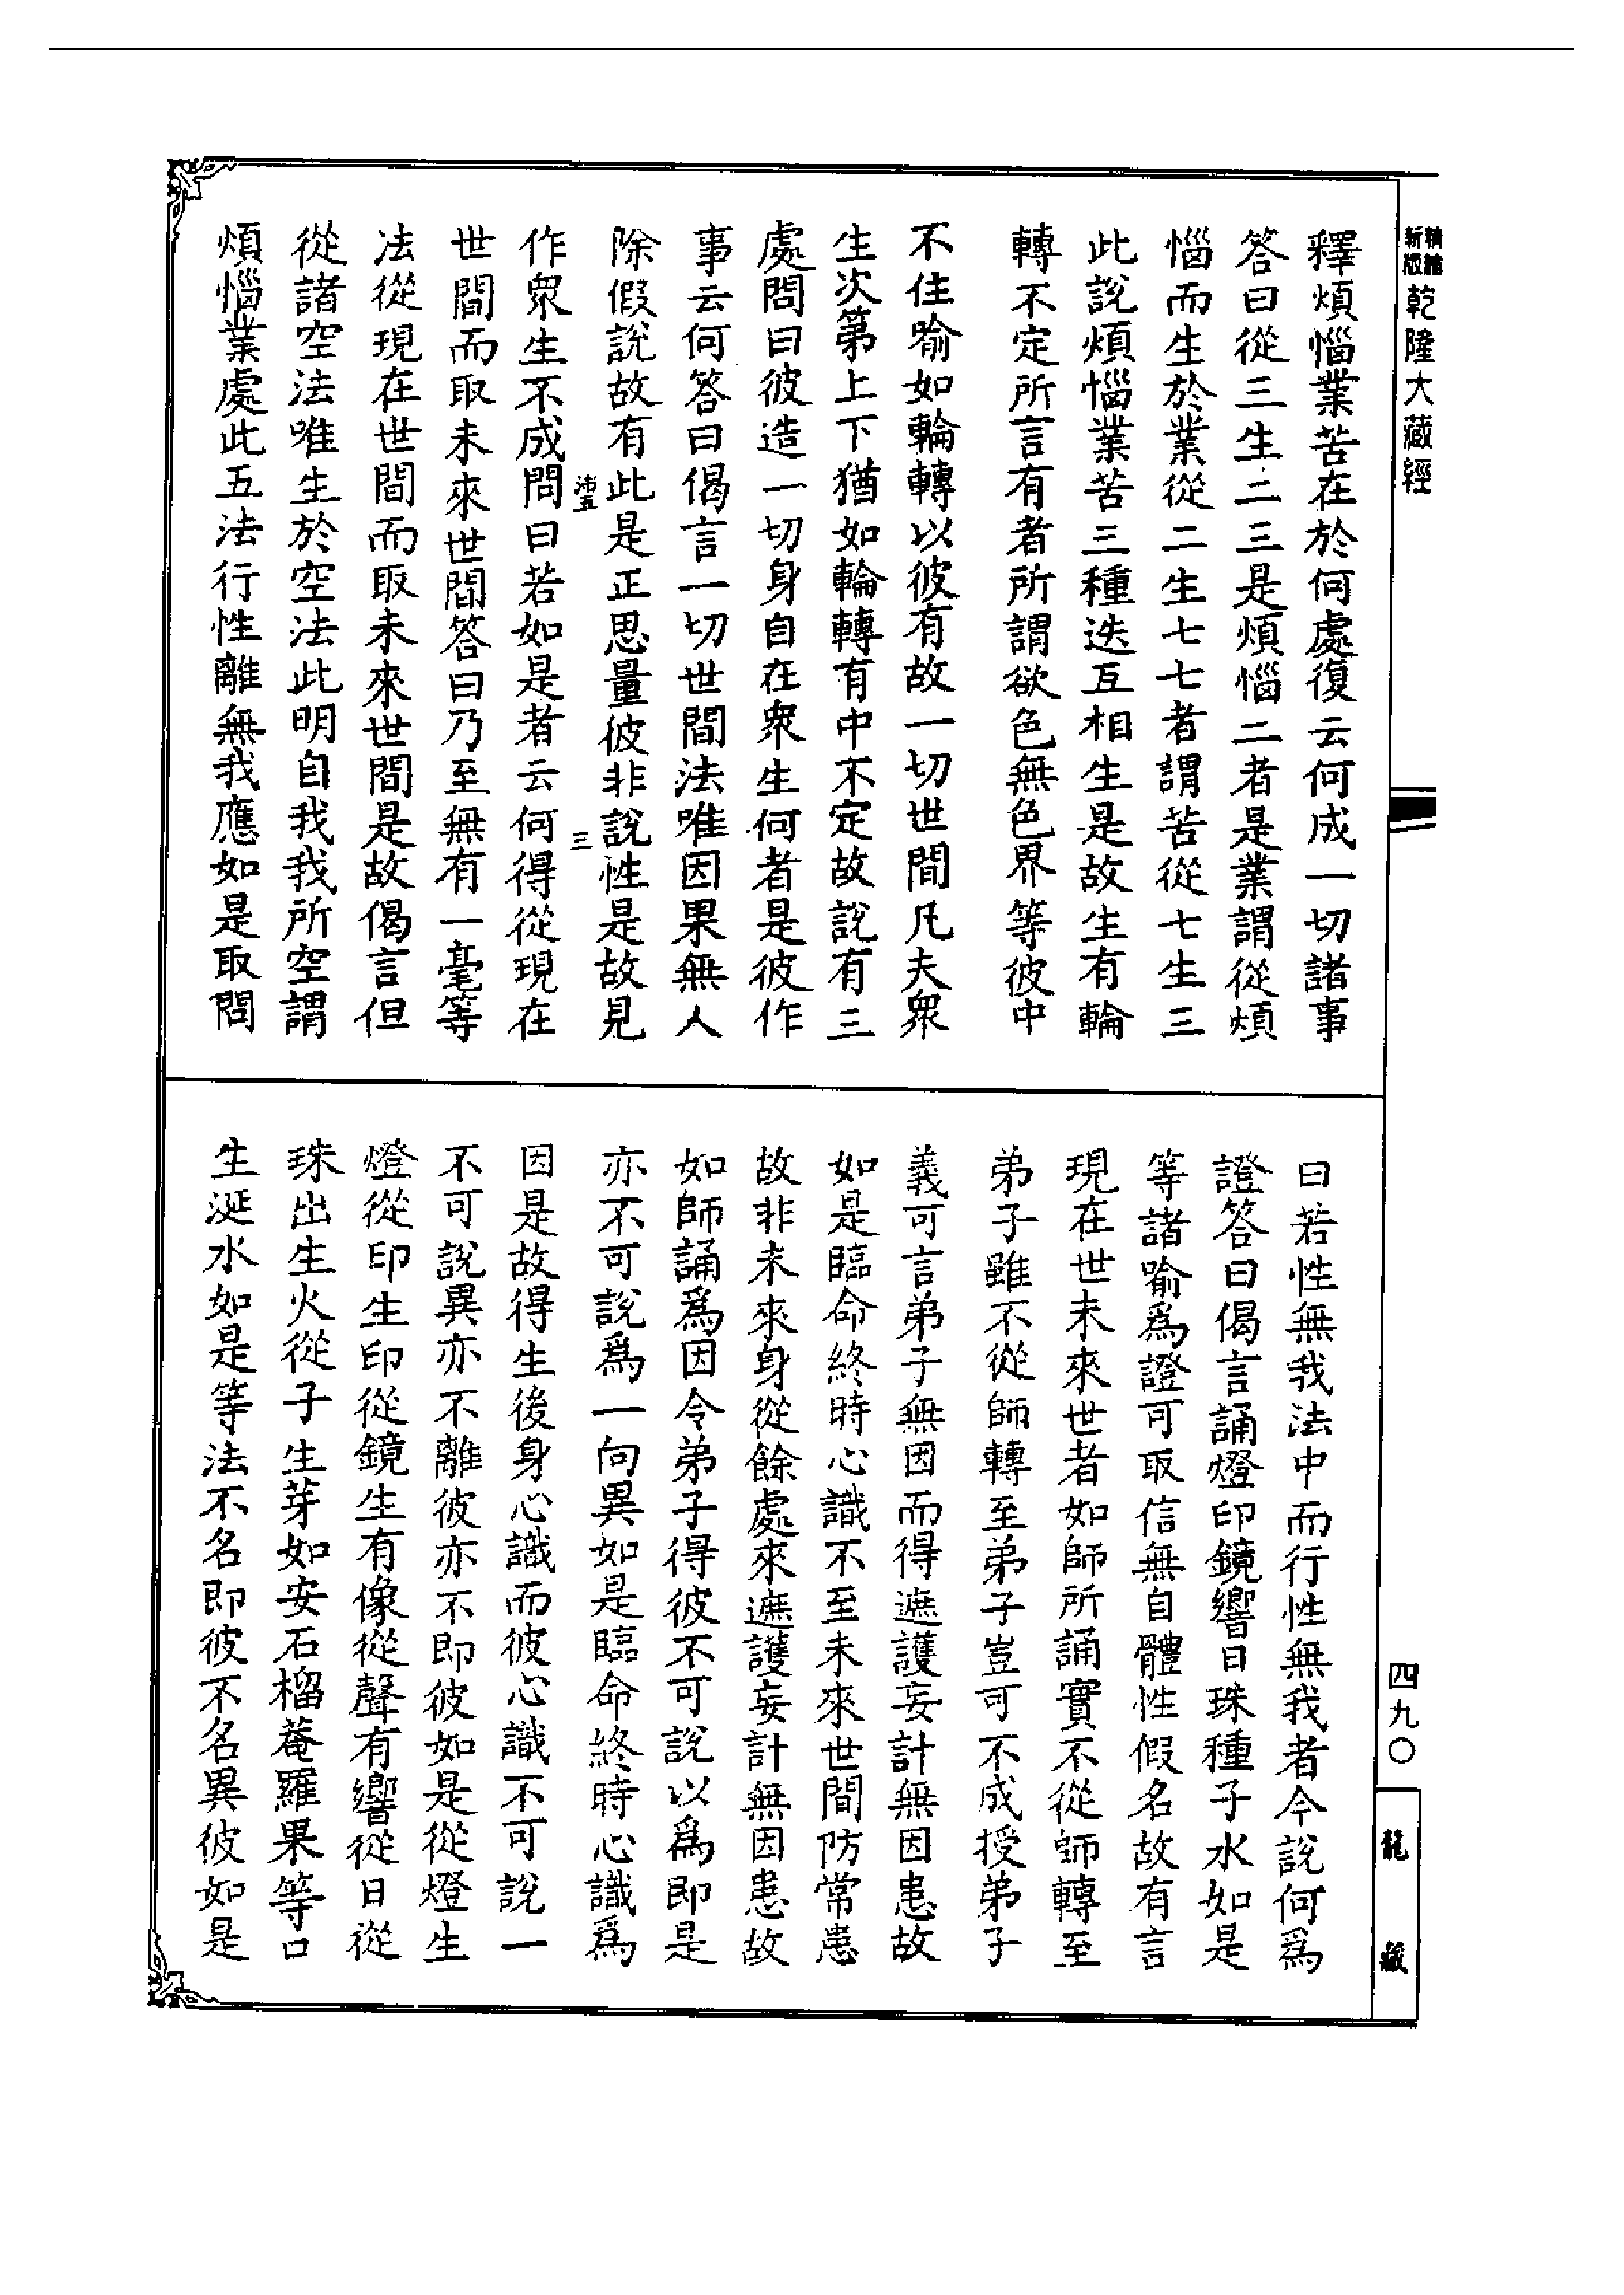 新版
精縮
乾隆大藏經
釋煩惱業苦在於何處復云何成一切諸事
答曰從三生二三是煩惱二者是業謂從煩
惱而生於業從二生七七者謂苦從七生三
此說煩惱業苦三種迭互相生是故生有輪
轉不定所言有者所謂欲色無色界等彼中
不住喻如輪轉以彼有故一切世間凡夫眾
生次第上下猶如輪轉有中不定故說有三
處問曰彼造一切身自在眾生何者是彼作
事云何答曰偈言一切世間法唯因果無人
除假說故有此是正思量彼非說性是故見
沛五
三
作眾生不成問曰若如是者云何得從現在
世間而取未來世間答曰乃至無有一毫等
法從現在世間而取未來世間是故偈言但
從諸空法唯生於空法此明自我我所空謂
煩惱業處此五法行性離無我應如是取問
曰若性無我法中而行性無我者今說何爲
證答曰偈言誦燈印鏡響日珠種子水如是
等諸喻爲證可取信無自體性假名故有言
現在世未來世者如師所誦實不從師轉至
弟子雖不從師轉至弟子豈可不成授弟子
義可言弟子無因而得遮護妄計無因患故
如是臨命終時心識不至未來世間防常患
故非未來身從餘處來遮護妄計無因患故
如師誦爲因令弟子得彼不可說以爲即是
亦不可說爲一向異如是臨命終時心識爲
因是故得生後身心識而彼心識不可說一
不可說異亦不離彼亦不即彼如是從燈生
燈從印生印從鏡生有像從聲有響從日從
珠出生火從子生芽如安石榴菴羅果等口
生涎水如是等法不名即彼不名異彼如是
四九〇
龍藏